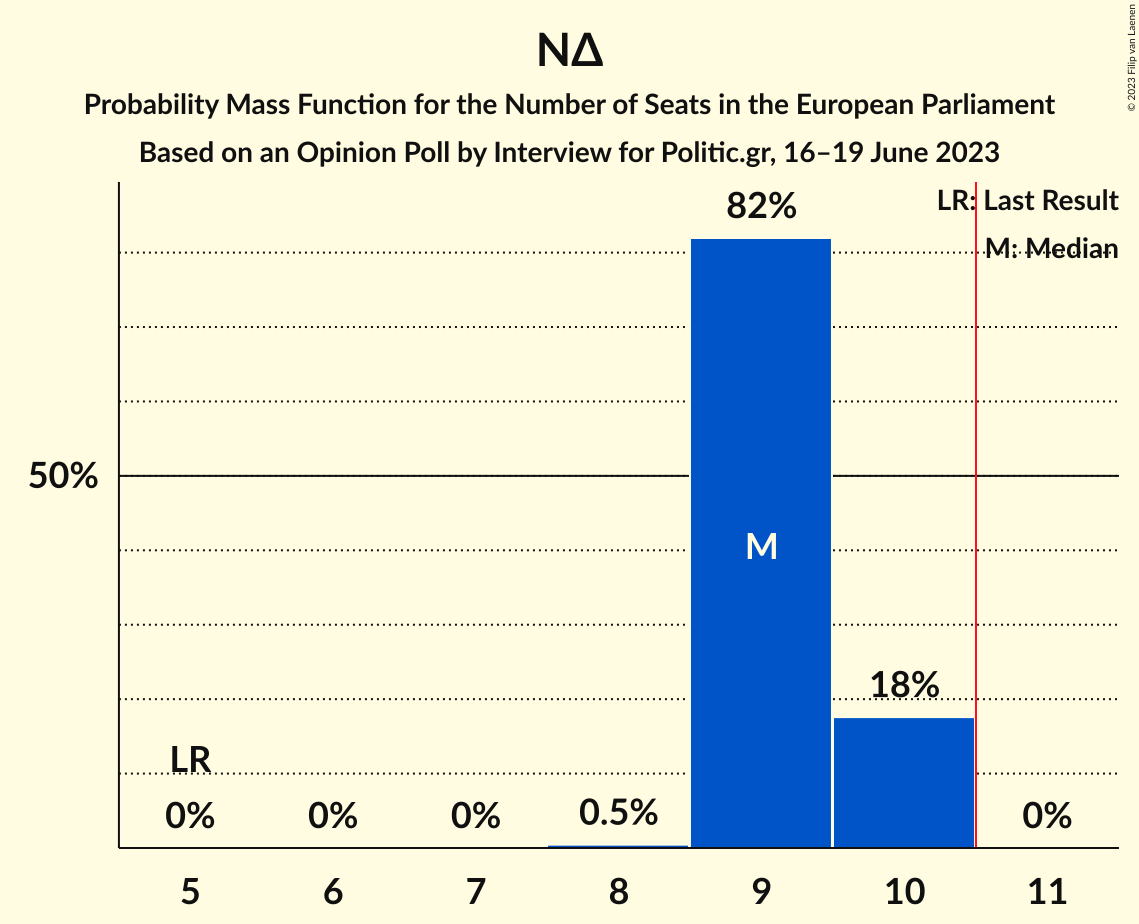 ΝΔ
Probability Mass Function for the Number of Seats in the European Parliament
Based on an Opinion Poll by Interview for Politic.gr, 16–19 June 2023
© 2023 Filip van Laenen
LR: Last Result
M: Median
82%
50%
M
18%
LR
0%
0%
0%
0.5%
0%
5
6
7
8
9
10
11